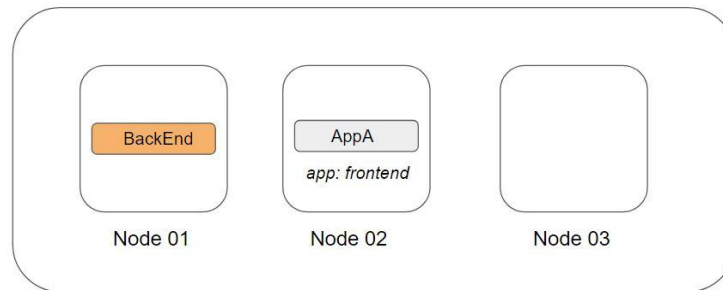 BackEnd
AppA
app: frontend
Node 01
Node 02
Node 03